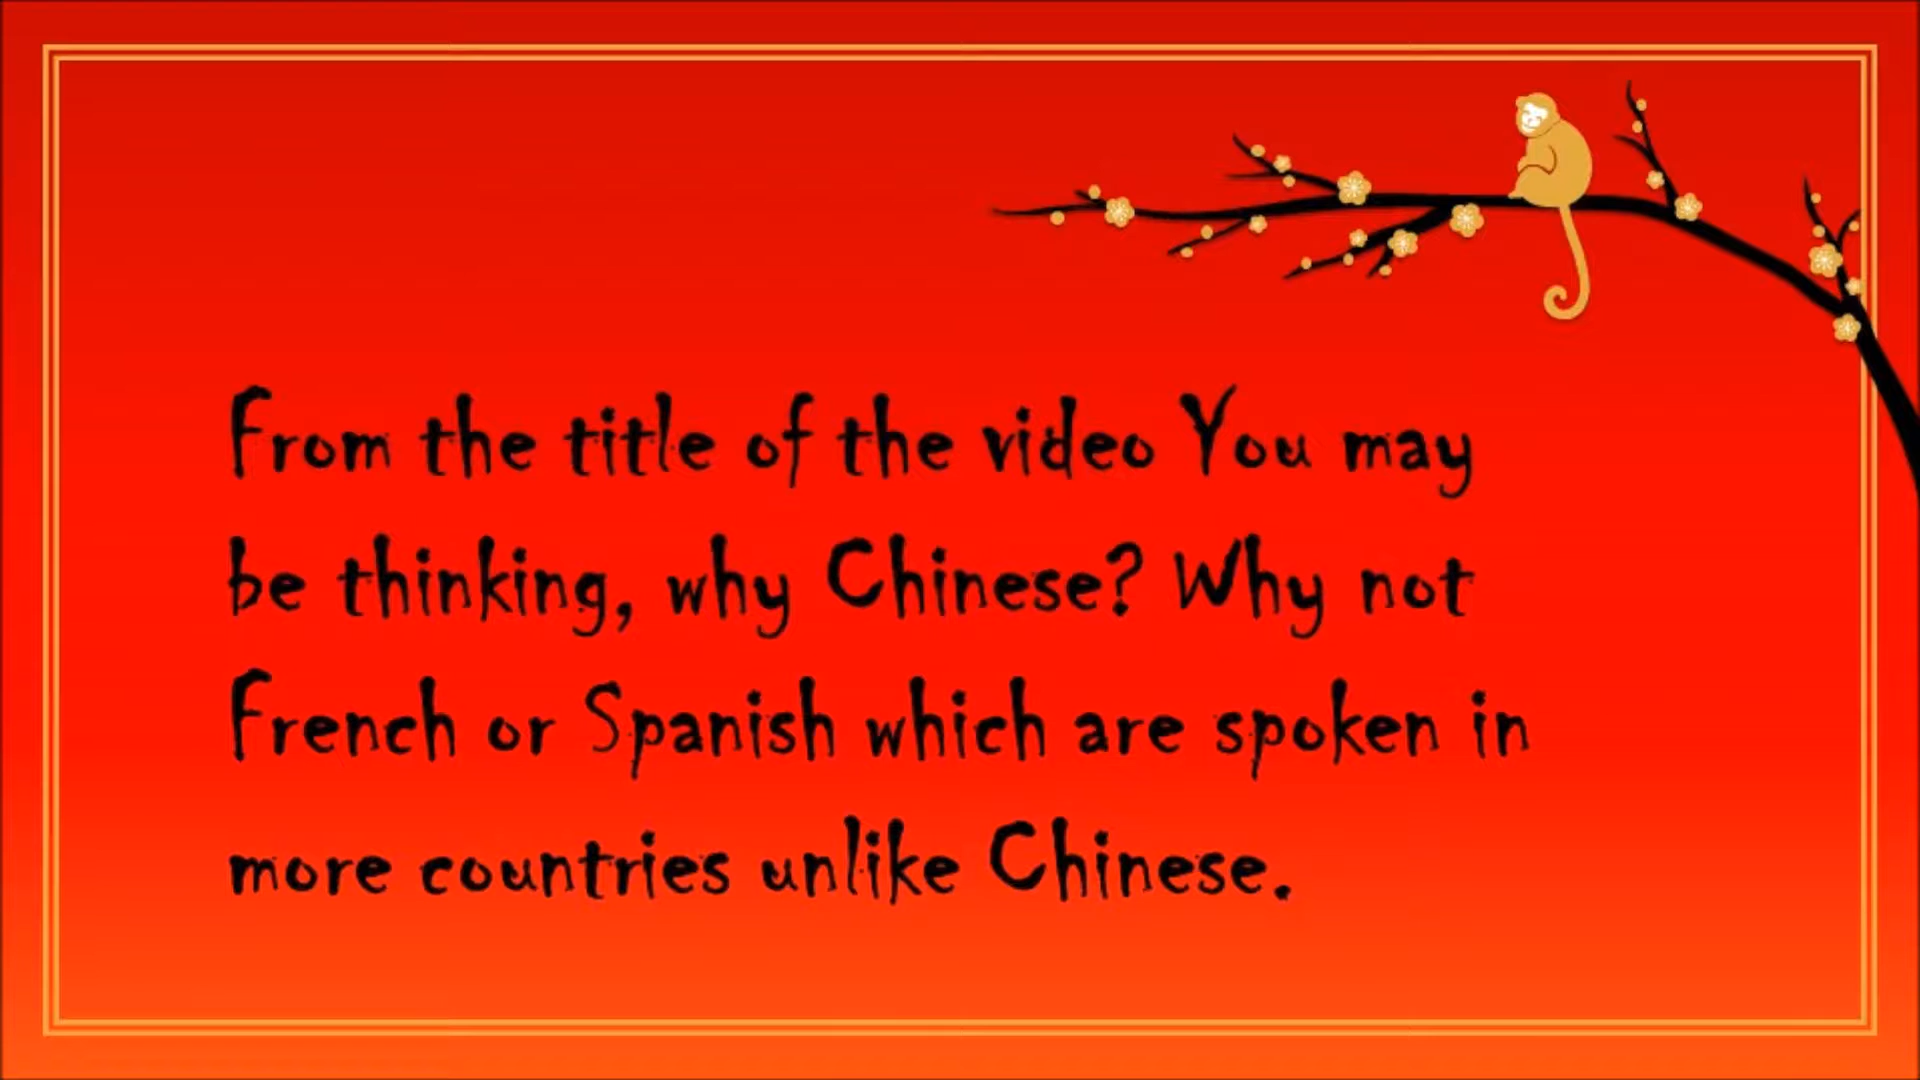 From the title of the video You may
be thinking, why Chinese? Why not
French or Spanish which are spoken in
more countries unlike Chinese.